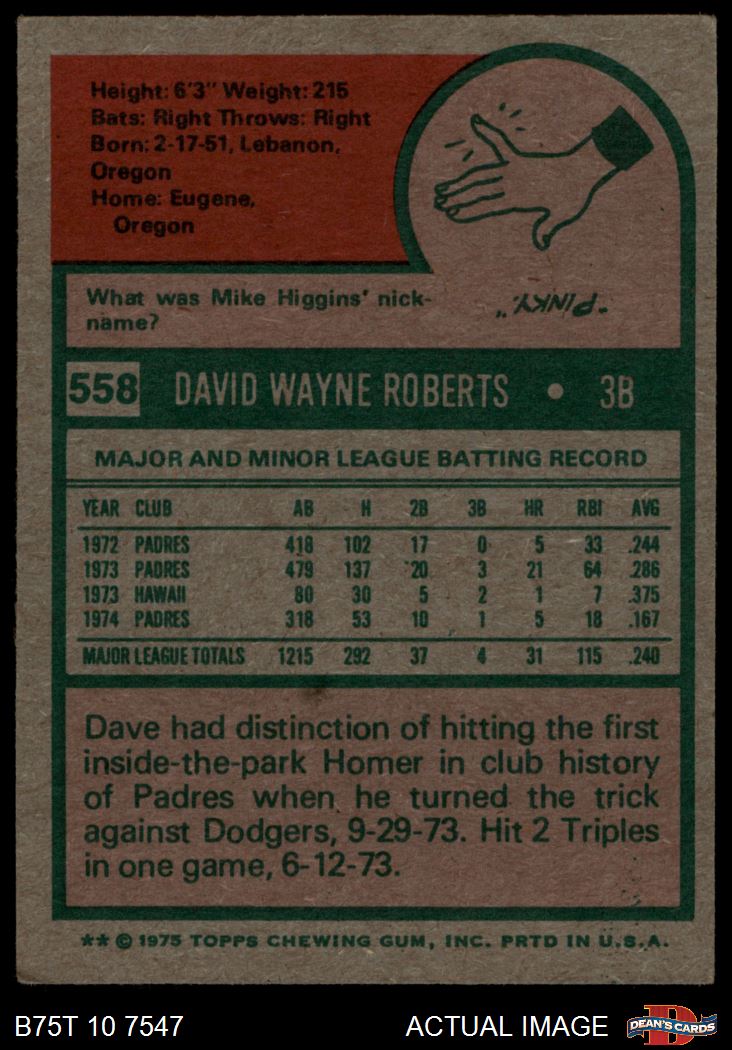 Height: 6'3" Weight: 215
Bats: Right Throws: Right
Born: 2-17-51, Lebanon,
Oregon
Home: Eugene,
Oregon
What was Mike Higgins' nick-
name?
"PINKY."
558 DAVID WAYNE ROBERTS • 3B
MAJOR AND MINOR LEAGUE BATTING RECORD
YEAR CLUB AB H 2B 3B HR RBI AVG
1972 PADRES 418 102 17 0 5 33 .244
1973 PADRES 479 137 20 3 21 64 .286
1973 HAWAII 80 30 5 2 1 7 .375
1974 PADRES 318 53 10 1 5 18 .167
MAJOR LEAGUE TOTALS 1215 292 37 4 31 115 .240
Dave had distinction of hitting the first
inside-the-park Homer in club history
of Padres when he turned the trick
against Dodgers, 9-29-73. Hit 2 Triples
in one game, 6-12-73.
** © 1975 TOPPS CHEWING GUM, INC. PRTD IN U.S.A.
B75T 10 7547 ACTUAL IMAGE DEAN'S CARDS